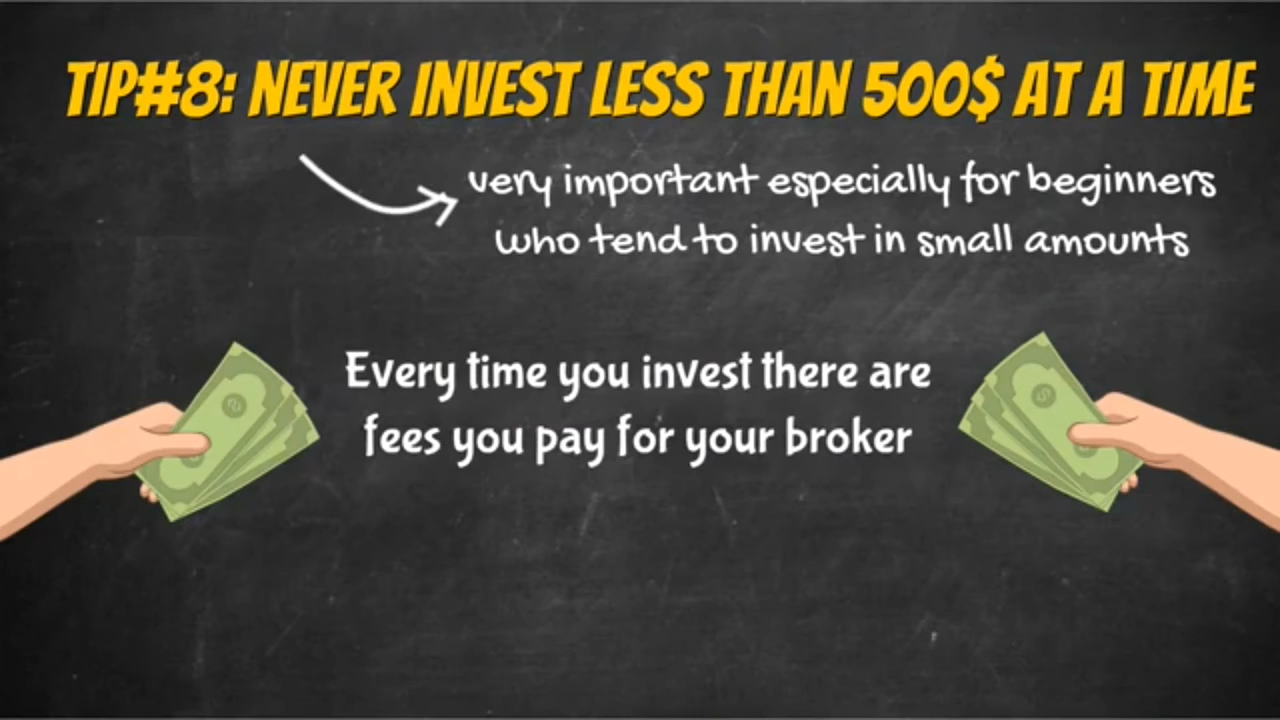 TIP#8: NEVER INVEST LESS THAN 500$ AT A TIME
very important especially for beginners
who tend to invest in small amounts
Every time you invest there are
fees you pay for your broker